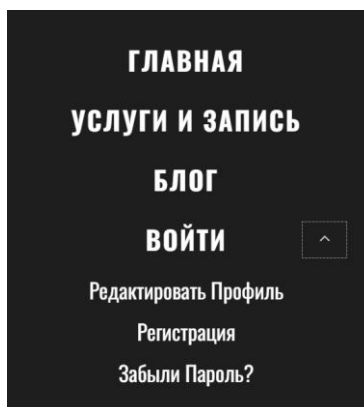 ГЛАВНАЯ
УСЛУГИ И ЗАПИСЬ
БЛОГ
ВОЙТИ
Редактировать Профиль
Регистрация
Забыли Пароль?